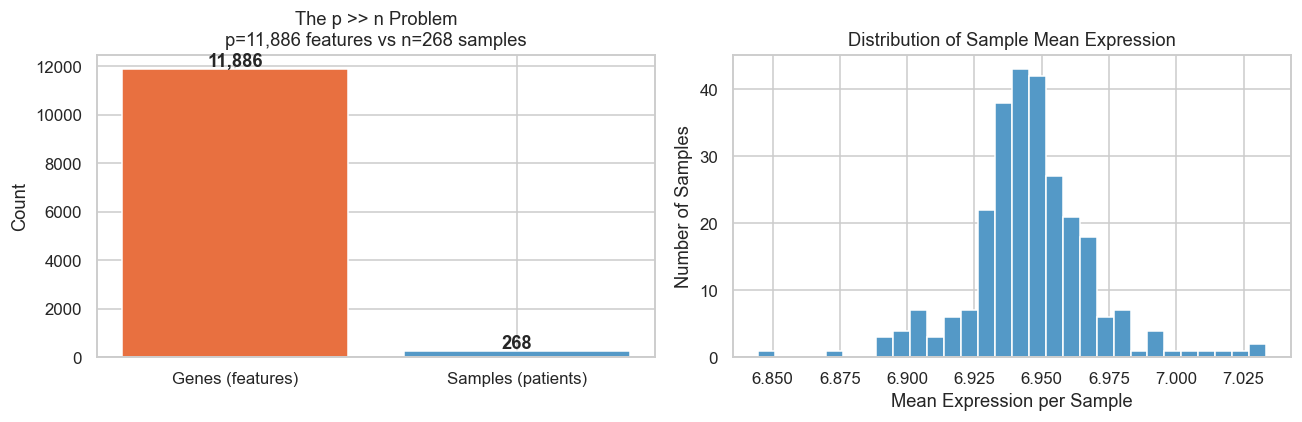 The p >> n Problem
p=11,886 features vs n=268 samples
12000
10000
8000
6000
4000
2000
0
Count
11,886
268
Genes (features)
Samples (patients)
Distribution of Sample Mean Expression
40
30
20
10
0
Number of Samples
6.850
6.875
6.900
6.925
6.950
6.975
7.000
7.025
Mean Expression per Sample